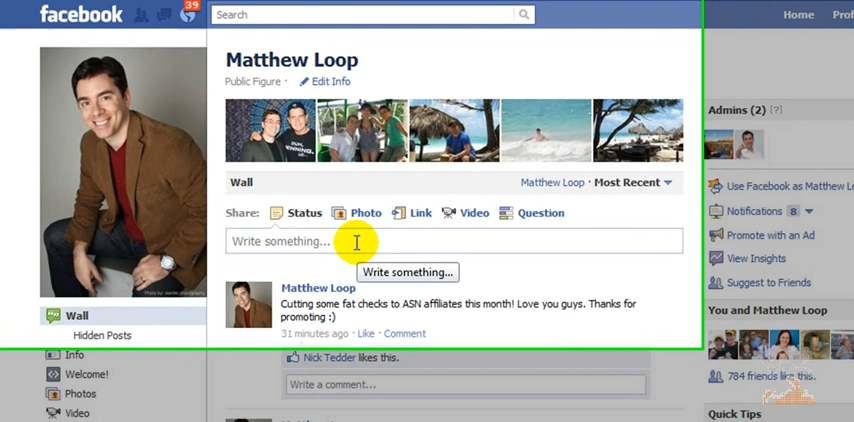 facebook
39
Search
Home Prof
Matthew Loop
Public Figure · Edit Info
Wall Matthew Loop · Most Recent
Share: Status Photo Link Video Question
Write something...
Write something...
Matthew Loop
Cutting some fat checks to ASN affiliates this month! Love you guys. Thanks for
promoting :)
31 minutes ago · Like · Comment
Nick Tedder likes this.
Write a comment...
Wall
Hidden Posts
Info
Welcome!
Photos
Video
Admins (2) [?]
Use Facebook as Matthew Lo
Notifications 8
Promote with an Ad
View Insights
Suggest to Friends
You and Matthew Loop
784 friends like this.
Quick Tips